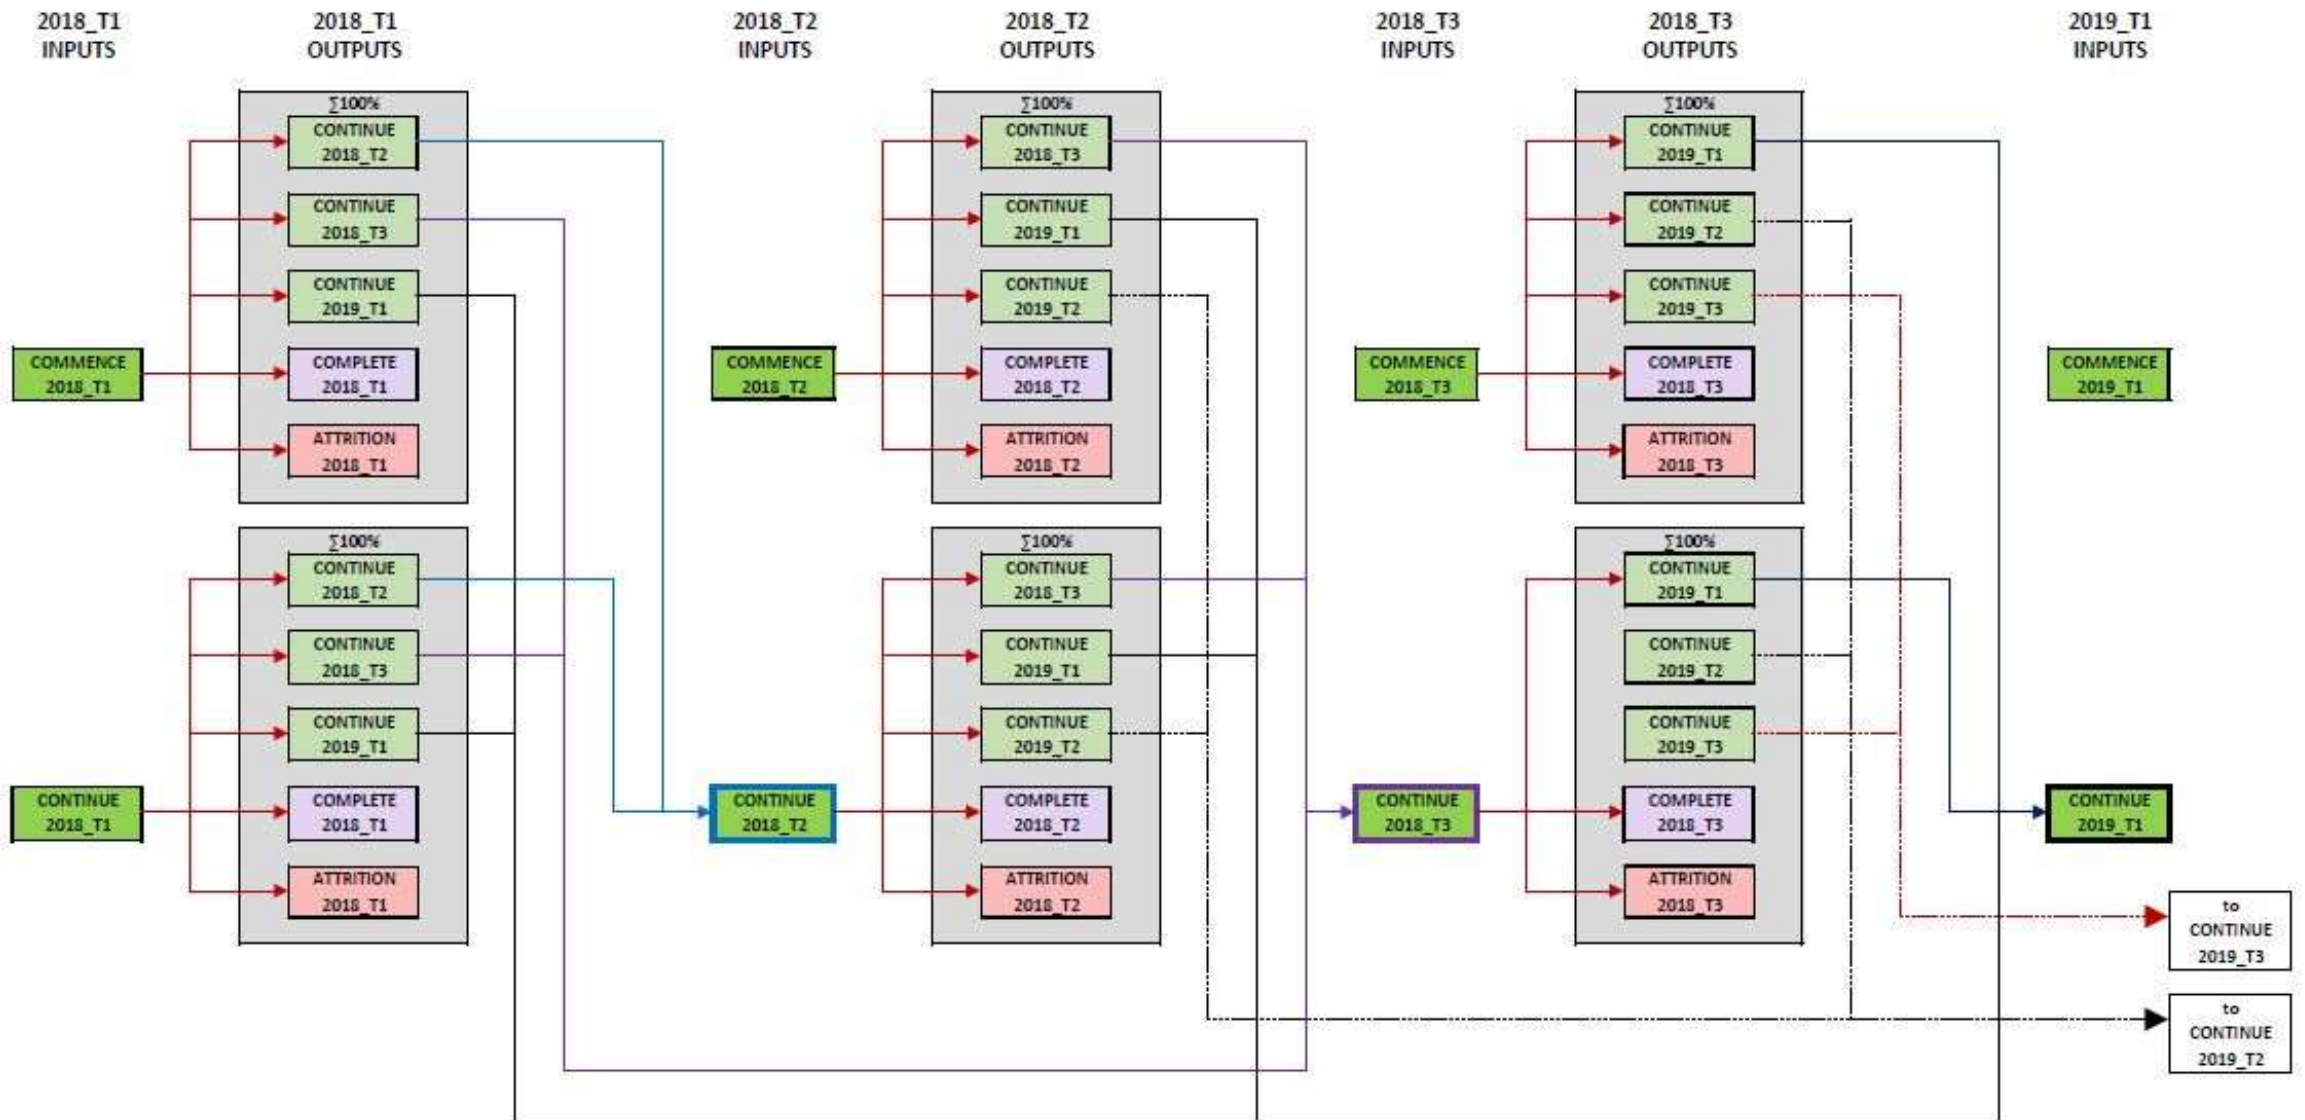 2018_T1
INPUTS
2018_T1
OUTPUTS
2018_T2
INPUTS
2018_T2
OUTPUTS
2018_T3
INPUTS
2018_T3
OUTPUTS
2019_T1
INPUTS
∑100%
CONTINUE
2018_T2
CONTINUE
2018_T3
CONTINUE
2019_T1
COMMENCE
2018_T1
COMPLETE
2018_T1
ATTRITION
2018_T1
∑100%
CONTINUE
2018_T2
CONTINUE
2018_T3
CONTINUE
2019_T1
CONTINUE
2018_T1
COMPLETE
2018_T1
ATTRITION
2018_T1
∑100%
CONTINUE
2018_T3
CONTINUE
2019_T1
CONTINUE
2019_T2
COMMENCE
2018_T2
COMPLETE
2018_T2
ATTRITION
2018_T2
∑100%
CONTINUE
2018_T3
CONTINUE
2019_T1
CONTINUE
2019_T2
CONTINUE
2018_T2
COMPLETE
2018_T2
ATTRITION
2018_T2
∑100%
CONTINUE
2019_T1
CONTINUE
2019_T2
CONTINUE
2019_T3
COMMENCE
2018_T3
COMPLETE
2018_T3
ATTRITION
2018_T3
∑100%
CONTINUE
2019_T1
CONTINUE
2019_T2
CONTINUE
2019_T3
CONTINUE
2018_T3
COMPLETE
2018_T3
ATTRITION
2018_T3
COMMENCE
2019_T1
CONTINUE
2019_T1
to
CONTINUE
2019_T3
to
CONTINUE
2019_T2